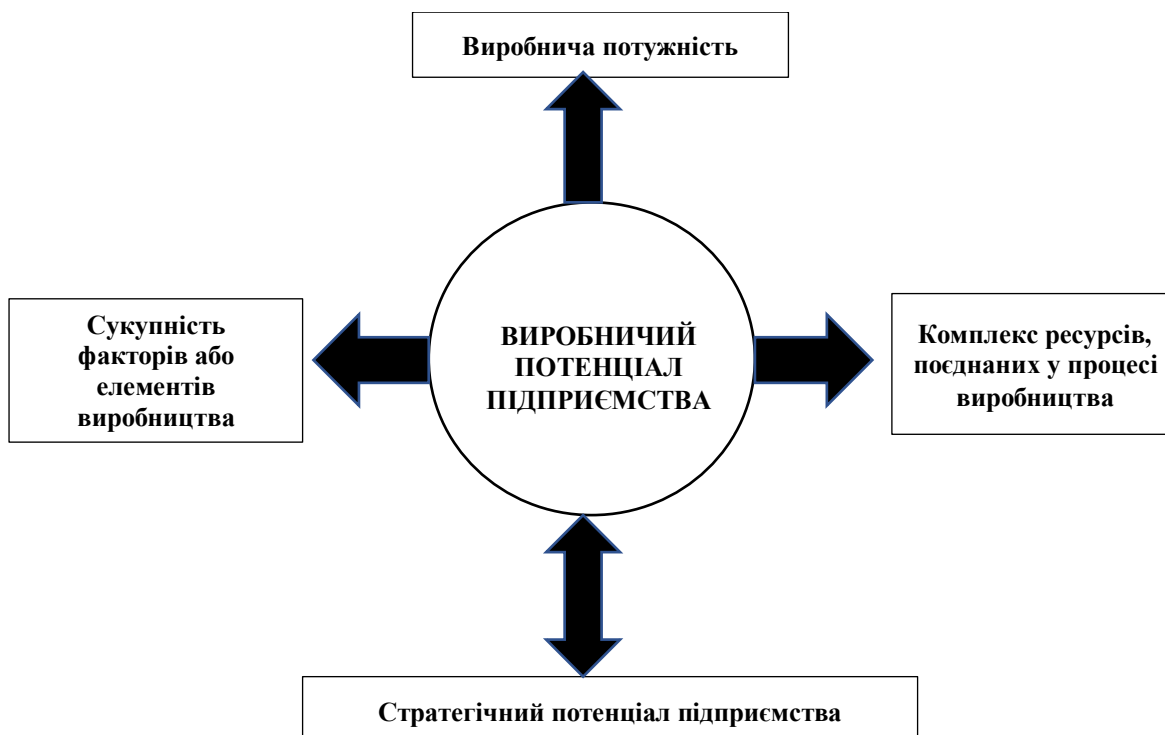 Виробнича потужність
Сукупність
факторів або
елементів
виробництва
ВИРОБНИЧИЙ
ПОТЕНЦІАЛ
ПІДПРИЄМСТВА
Комплекс ресурсів,
поєднаних у процесі
виробництва
Стратегічний потенціал підприємства